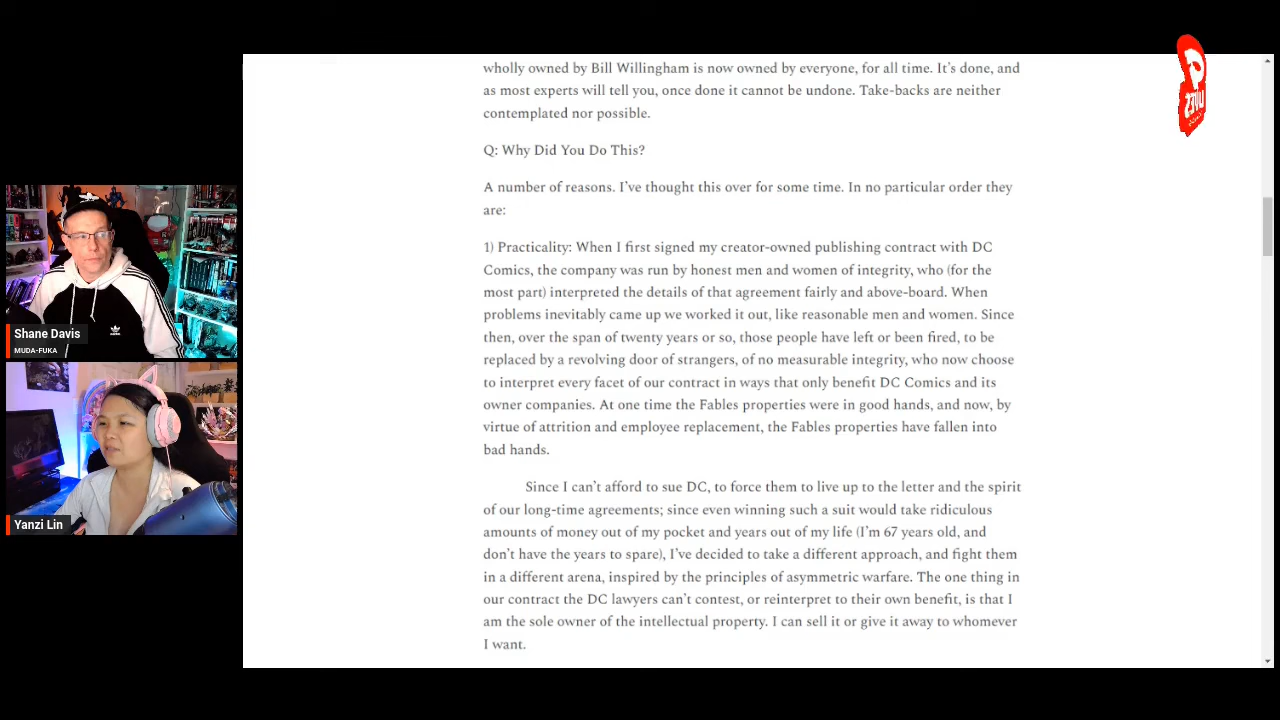 wholly owned by Bill Willingham is now owned by everyone, for all time. It's done, and
as most experts will tell you, once done it cannot be undone. Take-backs are neither
contemplated nor possible.
Q: Why Did You Do This?
A number of reasons. I've thought this over for some time. In no particular order they
are:
1) Practicality: When I first signed my creator-owned publishing contract with DC
Comics, the company was run by honest men and women of integrity, who (for the
most part) interpreted the details of that agreement fairly and above-board. When
problems inevitably came up we worked it out, like reasonable men and women. Since
then, over the span of twenty years or so, those people have left or been fired, to be
replaced by a revolving door of strangers, of no measurable integrity, who now choose
to interpret every facet of our contract in ways that only benefit DC Comics and its
owner companies. At one time the Fables properties were in good hands, and now, by
virtue of attrition and employee replacement, the Fables properties have fallen into
bad hands.
Since I can't afford to sue DC, to force them to live up to the letter and the spirit
of our long-time agreements; since even winning such a suit would take ridiculous
amounts of money out of my pocket and years out of my life (I'm 67 years old, and
don't have the years to spare), I've decided to take a different approach, and fight them
in a different arena, inspired by the principles of asymmetric warfare. The one thing in
our contract the DC lawyers can't contest, or reinterpret to their own benefit, is that I
am the sole owner of the intellectual property. I can sell it or give it away to whomever
I want.
Shane Davis
MUDA-FUKA
Yanzi Lin